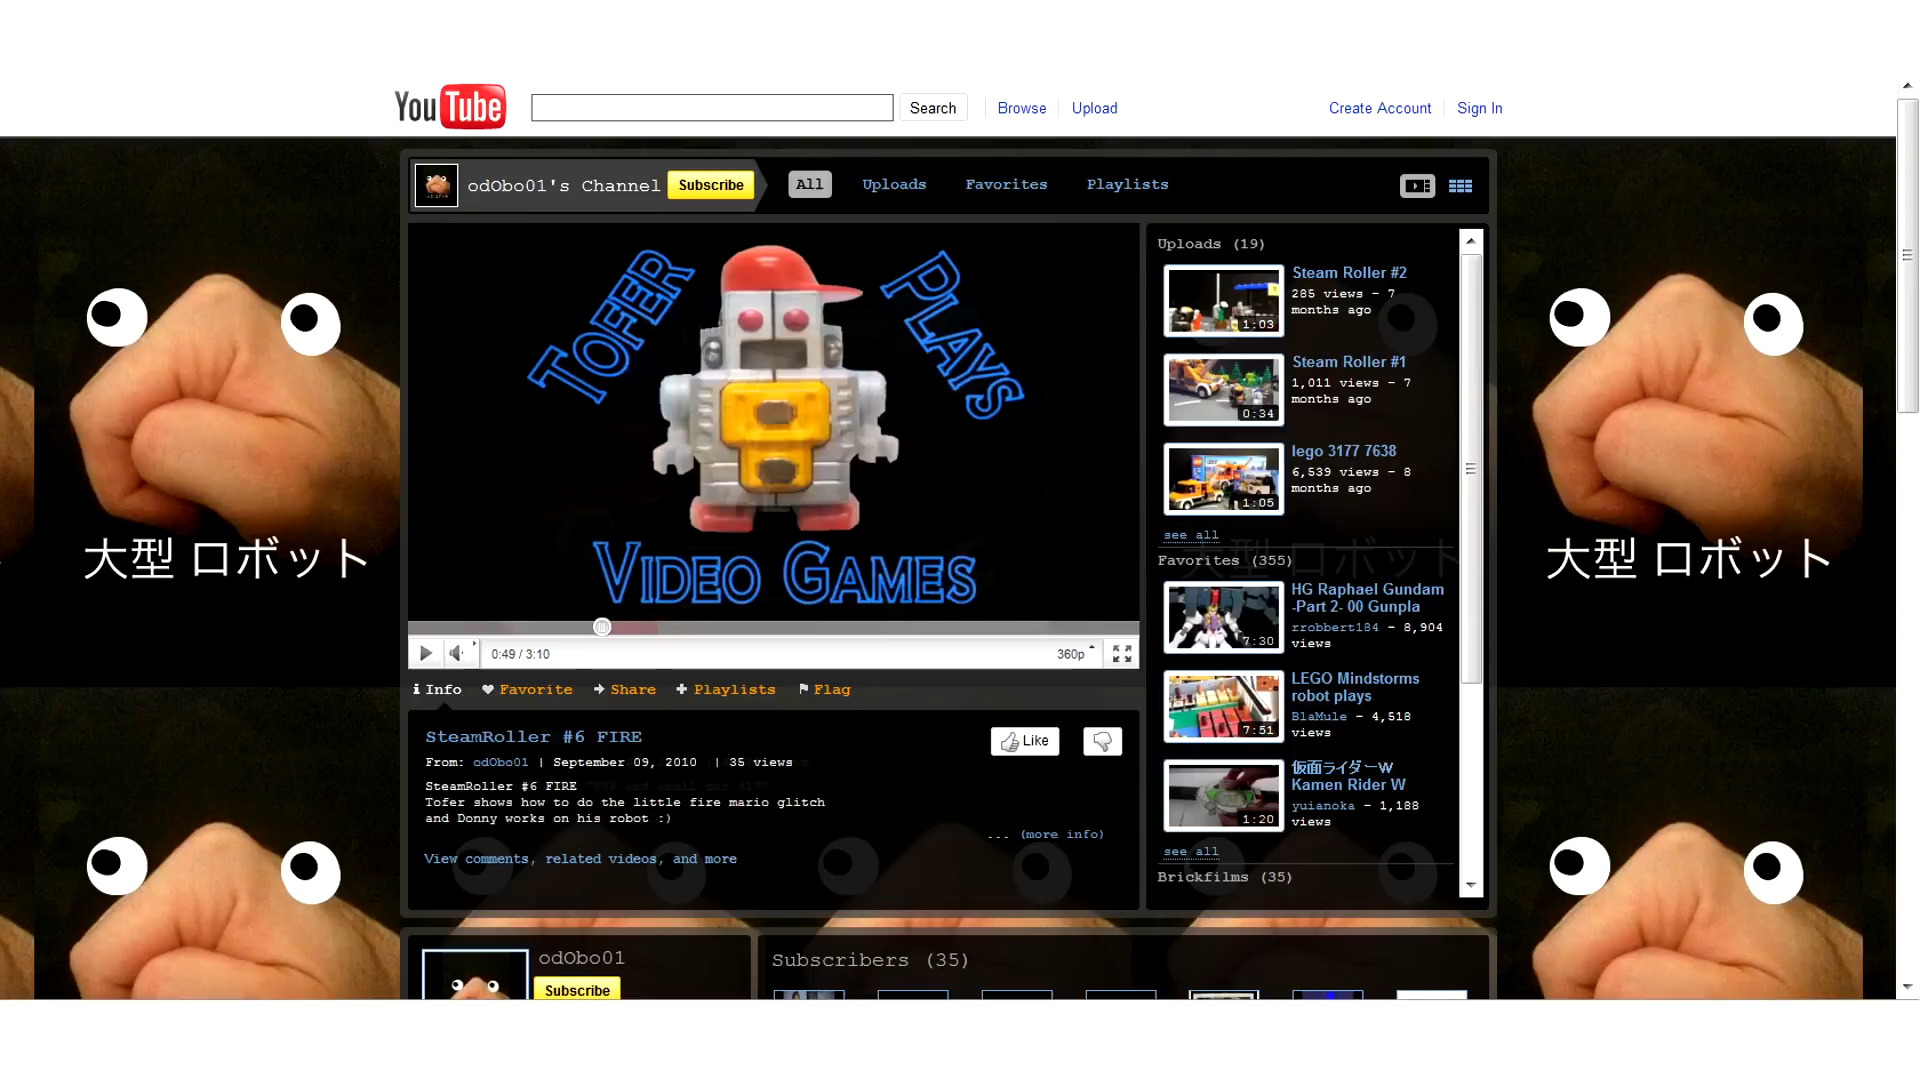 YouTube
Search
Browse
Upload
Create Account
Sign In
odObo01's Channel
Subscribe
All
Uploads
Favorites
Playlists
TOFER
PLAYS
VIDEO GAMES
0:49 / 3:10
360p
Info
Favorite
Share
Playlists
Flag
SteamRoller #6 FIRE
Like
From: odObo01 | September 09, 2010 | 35 views
SteamRoller #6 FIRE
Tofer shows how to do the little fire mario glitch
and Donny works on his robot :)
... (more info)
View comments, related videos, and more
Uploads (19)
Steam Roller #2
285 views - 7
months ago
1:03
Steam Roller #1
1,011 views - 7
months ago
0:34
lego 3177 7638
6,539 views - 8
months ago
1:05
see all
Favorites (355)
HG Raphael Gundam
-Part 2- 00 Gunpla
rrobbert184 - 8,904
views
7:30
LEGO Mindstorms
robot plays
BlaMule - 4,518
views
7:51
仮面ライダーW
Kamen Rider W
yuianoka - 1,188
views
1:20
see all
Brickfilms (35)
大型 ロボット
大型 ロボット
odObo01
Subscribe
Subscribers (35)